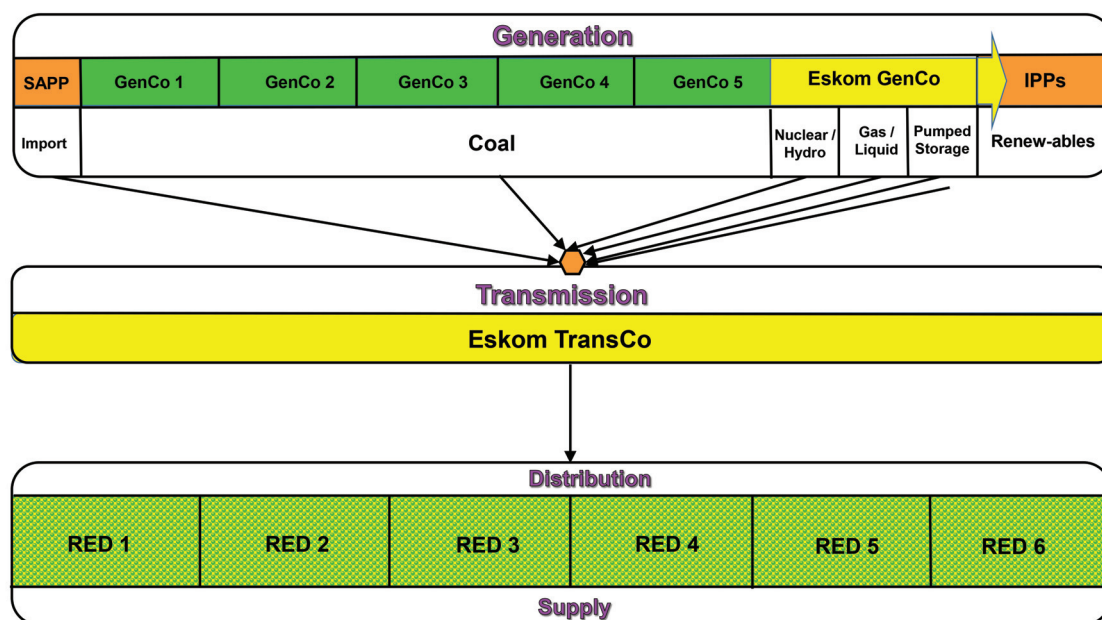 Generation
SAPP GenCo 1 GenCo 2 GenCo 3 GenCo 4 GenCo 5 Eskom GenCo IPPs
Import Coal Nuclear / Gas / Pumped Renew-ables
Hydro Liquid Storage
Transmission
Eskom TransCo
Distribution
RED 1 RED 2 RED 3 RED 4 RED 5 RED 6
Supply